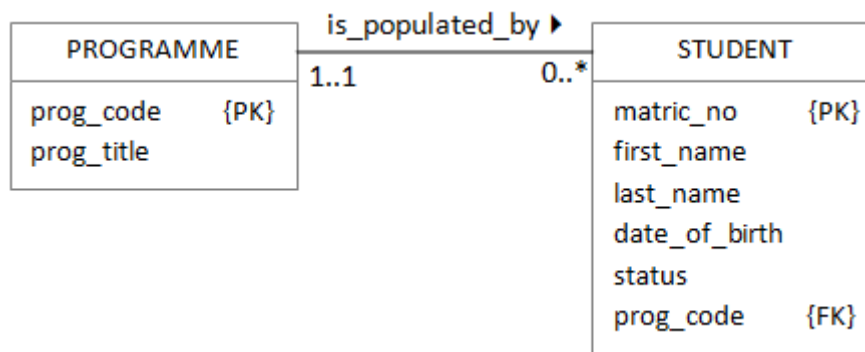 is_populated_by ▶
PROGRAMME
1..1
0..*
STUDENT
prog_code {PK}
prog_title
matric_no {PK}
first_name
last_name
date_of_birth
status
prog_code {FK}